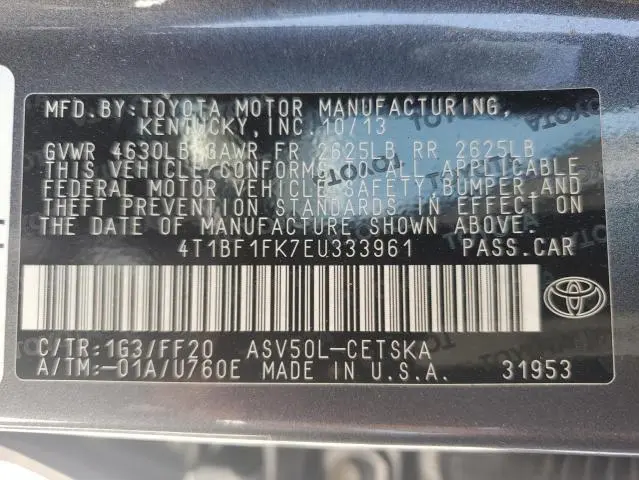 MFD.BY:TOYOTA MOTOR MANUFACTURING,
KENTUCKY, INC. 10/13
GVWR 4630LB GAWR FR 2625LB RR 2625LB
THIS VEHICLE CONFORMS TO ALL APPLICABLE
FEDERAL MOTOR VEHICLE SAFETY, BUMPER, AND
THEFT PREVENTION STANDARDS IN EFFECT ON
THE DATE OF MANUFACTURE SHOWN ABOVE.
4T1BF1FK7EU333961 PASS.CAR
C/TR:1G3/FF20 ASV50L-CETSKA
A/TM:-01A/U760E MADE IN U.S.A. 31953